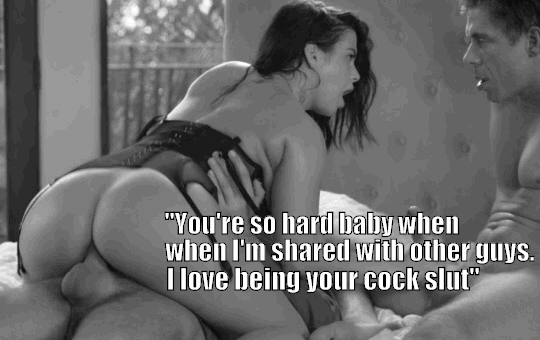 "You're so hard baby when
when I'm shared with other guys.
I love being your cock slut"